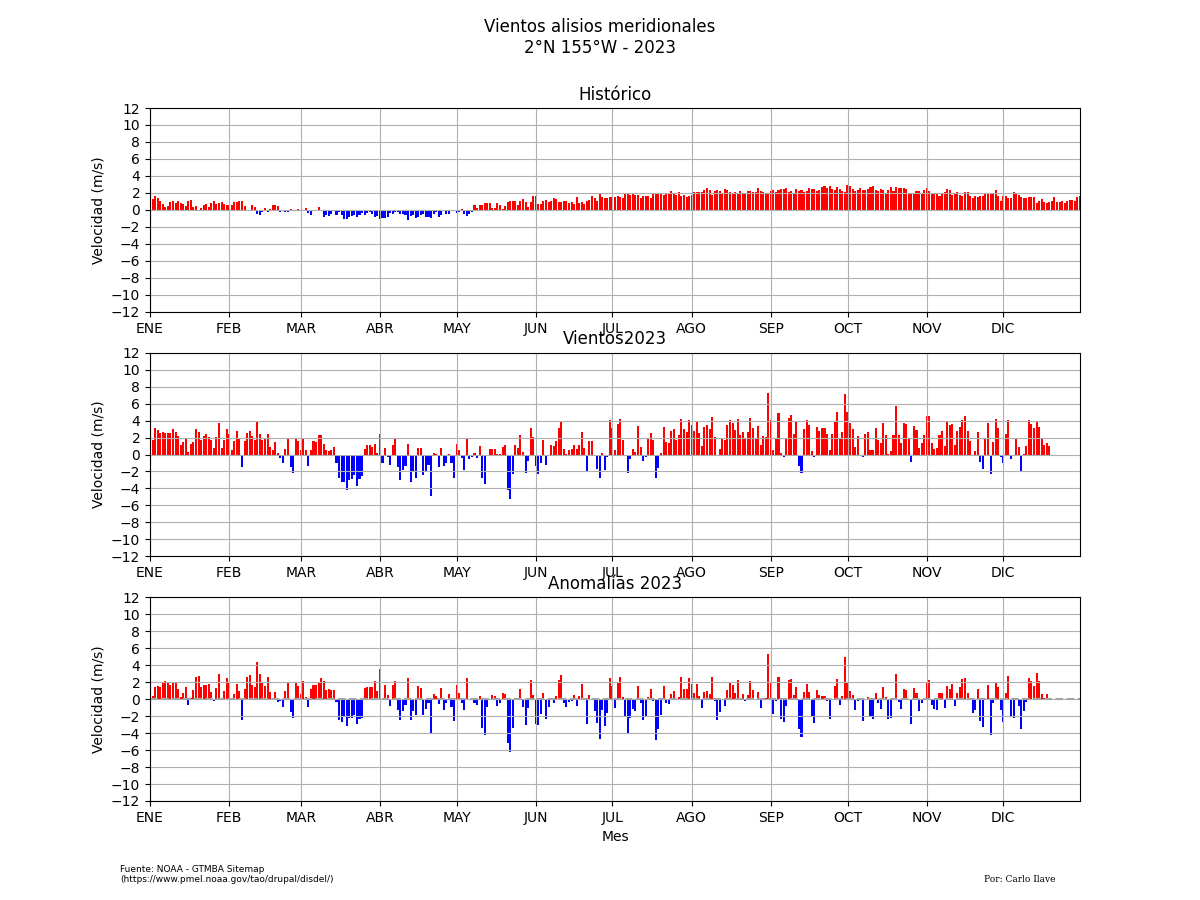 Vientos alisios meridionales
2°N 155°W - 2023
Histórico
12
10
8
6
4
2
0
−2
−4
−6
−8
−10
−12
Velocidad (m/s)
ENE FEB MAR ABR MAY JUN JUL AGO SEP OCT NOV DIC
Vientos2023
12
10
8
6
4
2
0
−2
−4
−6
−8
−10
−12
Velocidad (m/s)
ENE FEB MAR ABR MAY JUN JUL AGO SEP OCT NOV DIC
Anomalías 2023
12
10
8
6
4
2
0
−2
−4
−6
−8
−10
−12
Velocidad (m/s)
ENE FEB MAR ABR MAY JUN JUL AGO SEP OCT NOV DIC
Mes
Fuente: NOAA - GTMBA Sitemap
(https://www.pmel.noaa.gov/tao/drupal/disdel/)
Por: Carlo Ilave